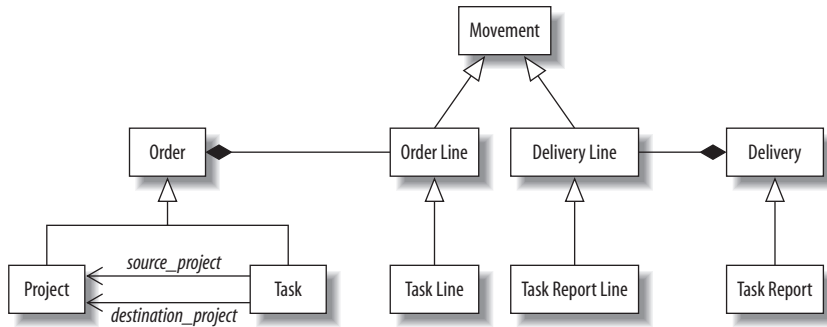 Movement
Order
Order Line
Delivery Line
Delivery
source_project
Project
Task
Task Line
Task Report Line
Task Report
destination_project